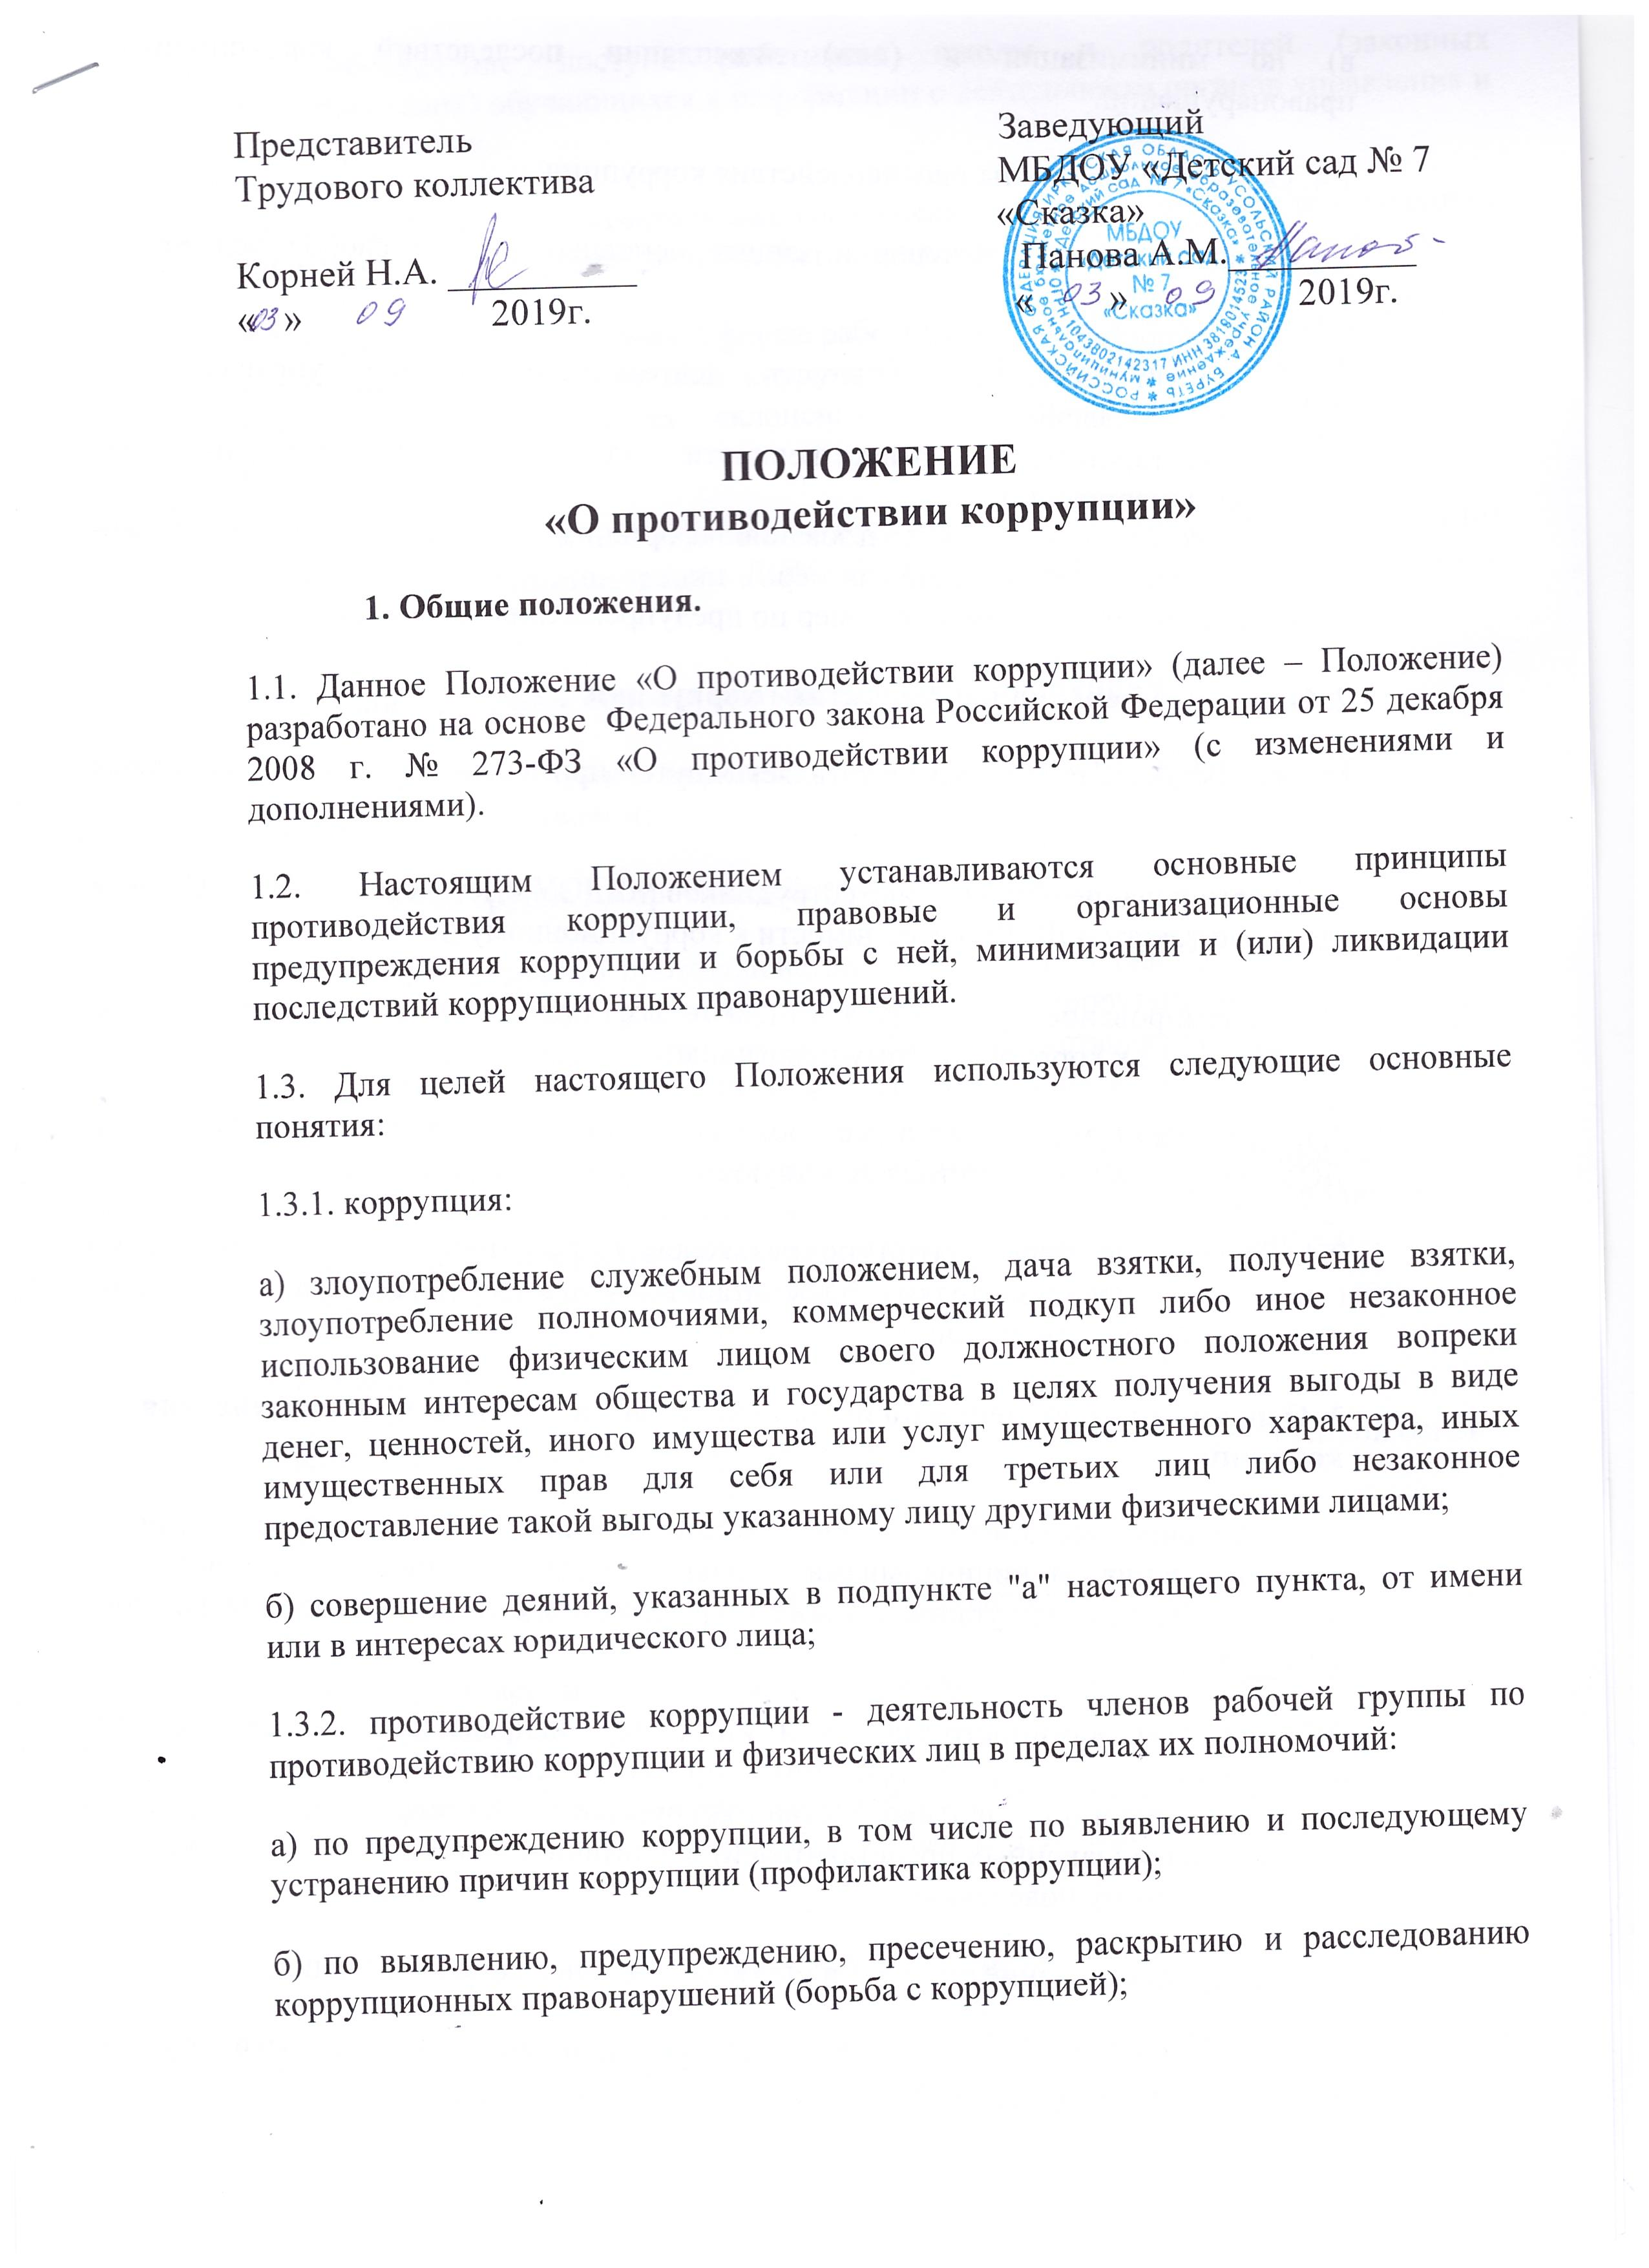 Представитель
Трудового коллектива
Корней Н.А. ___________
«03» 09 2019г.
Заведующий
МБДОУ «Детский сад № 7
«Сказка»
Панова А.М.___________
«03» 09 2019г.
МБДОУ
«Детский сад
№ 7
«Сказка»
ПОЛОЖЕНИЕ
«О противодействии коррупции»
1. Общие положения.
1.1. Данное Положение «О противодействии коррупции» (далее – Положение)
разработано на основе Федерального закона Российской Федерации от 25 декабря
2008 г. № 273-ФЗ «О противодействии коррупции» (с изменениями и
дополнениями).
1.2. Настоящим Положением устанавливаются основные принципы
противодействия коррупции, правовые и организационные основы
предупреждения коррупции и борьбы с ней, минимизации и (или) ликвидации
последствий коррупционных правонарушений.
1.3. Для целей настоящего Положения используются следующие основные
понятия:
1.3.1. коррупция:
а) злоупотребление служебным положением, дача взятки, получение взятки,
злоупотребление полномочиями, коммерческий подкуп либо иное незаконное
использование физическим лицом своего должностного положения вопреки
законным интересам общества и государства в целях получения выгоды в виде
денег, ценностей, иного имущества или услуг имущественного характера, иных
имущественных прав для себя или для третьих лиц либо незаконное
предоставление такой выгоды указанному лицу другими физическими лицами;
б) совершение деяний, указанных в подпункте "а" настоящего пункта, от имени
или в интересах юридического лица;
1.3.2. противодействие коррупции - деятельность членов рабочей группы по
противодействию коррупции и физических лиц в пределах их полномочий:
а) по предупреждению коррупции, в том числе по выявлению и последующему
устранению причин коррупции (профилактика коррупции);
б) по выявлению, предупреждению, пресечению, раскрытию и расследованию
коррупционных правонарушений (борьба с коррупцией);